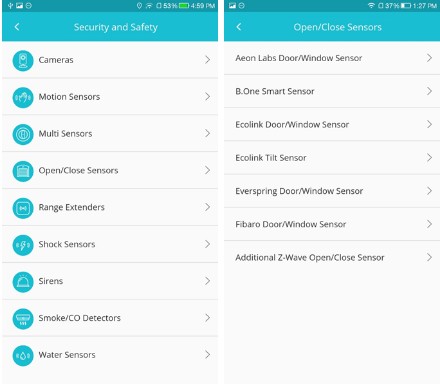 53% 4:59 PM
Security and Safety
Cameras
Motion Sensors
Multi Sensors
Open/Close Sensors
Range Extenders
Shock Sensors
Sirens
Smoke/CO Detectors
Water Sensors
37% 1:27 PM
Open/Close Sensors
Aeon Labs Door/Window Sensor
B.One Smart Sensor
Ecolink Door/Window Sensor
Ecolink Tilt Sensor
Everspring Door/Window Sensor
Fibaro Door/Window Sensor
Additional Z-Wave Open/Close Sensor